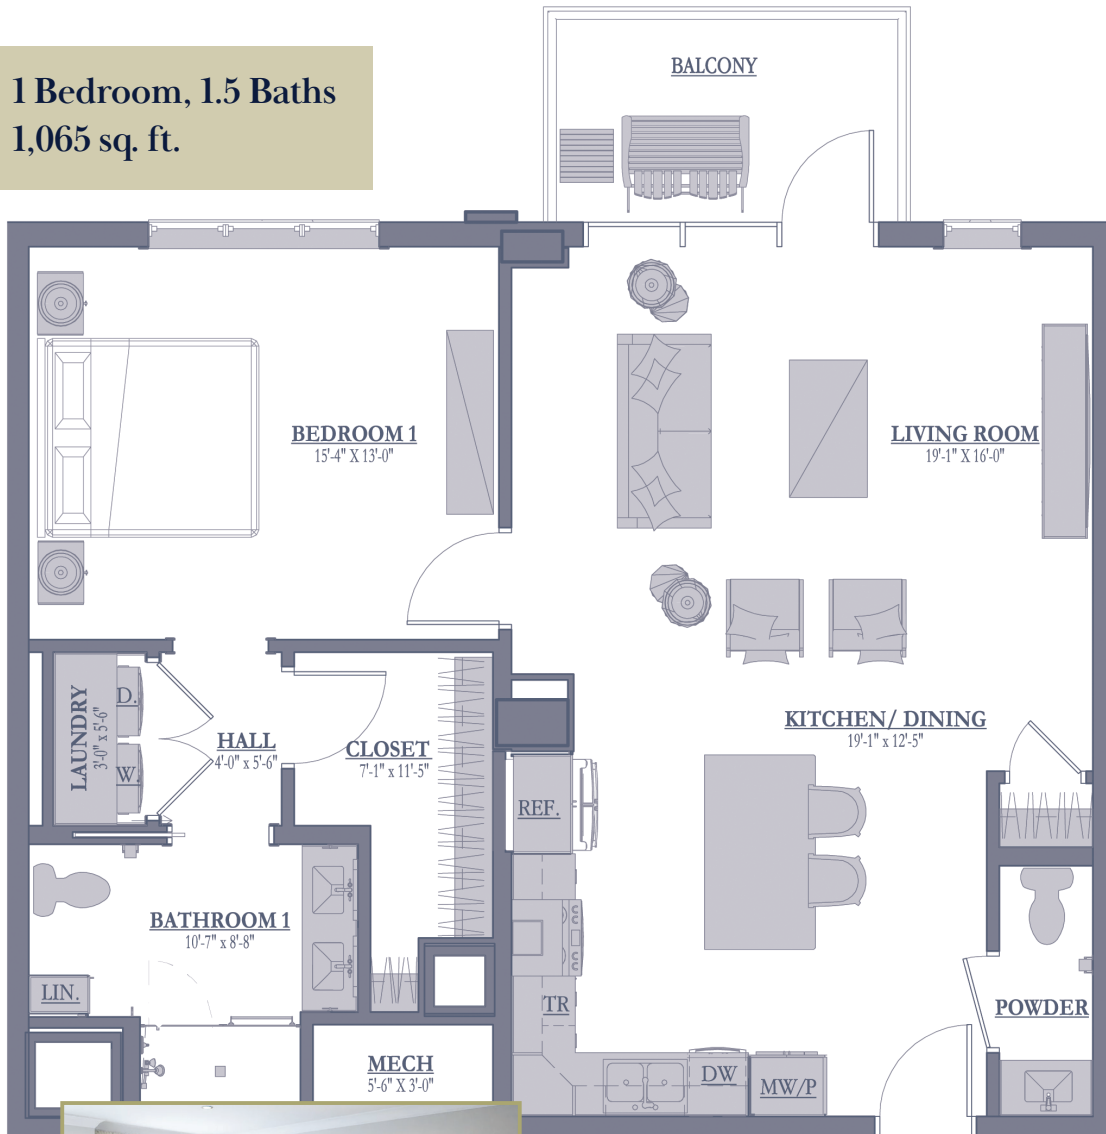 1 Bedroom, 1.5 Baths
1,065 sq. ft.
BALCONY
BEDROOM 1
15'-4" X 13'-0"
LIVING ROOM
19'-1" X 16'-0"
LAUNDRY
3'-0" x 5'-6"
D.
W.
HALL
4'-0" x 5'-6"
CLOSET
7'-1" x 11'-5"
KITCHEN/ DINING
19'-1" x 12'-5"
REF.
BATHROOM 1
10'-7" x 8'-8"
LIN.
TR
POWDER
MECH
5'-6" X 3'-0"
DW
MW/P